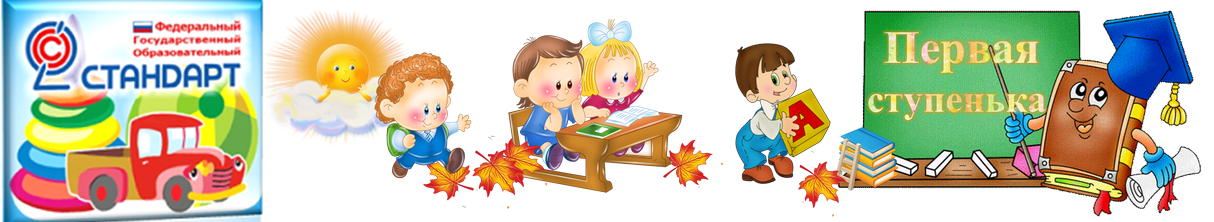 Федеральный
Государственный
Образовательный
СТАНДАРТ
Первая
ступенька
А